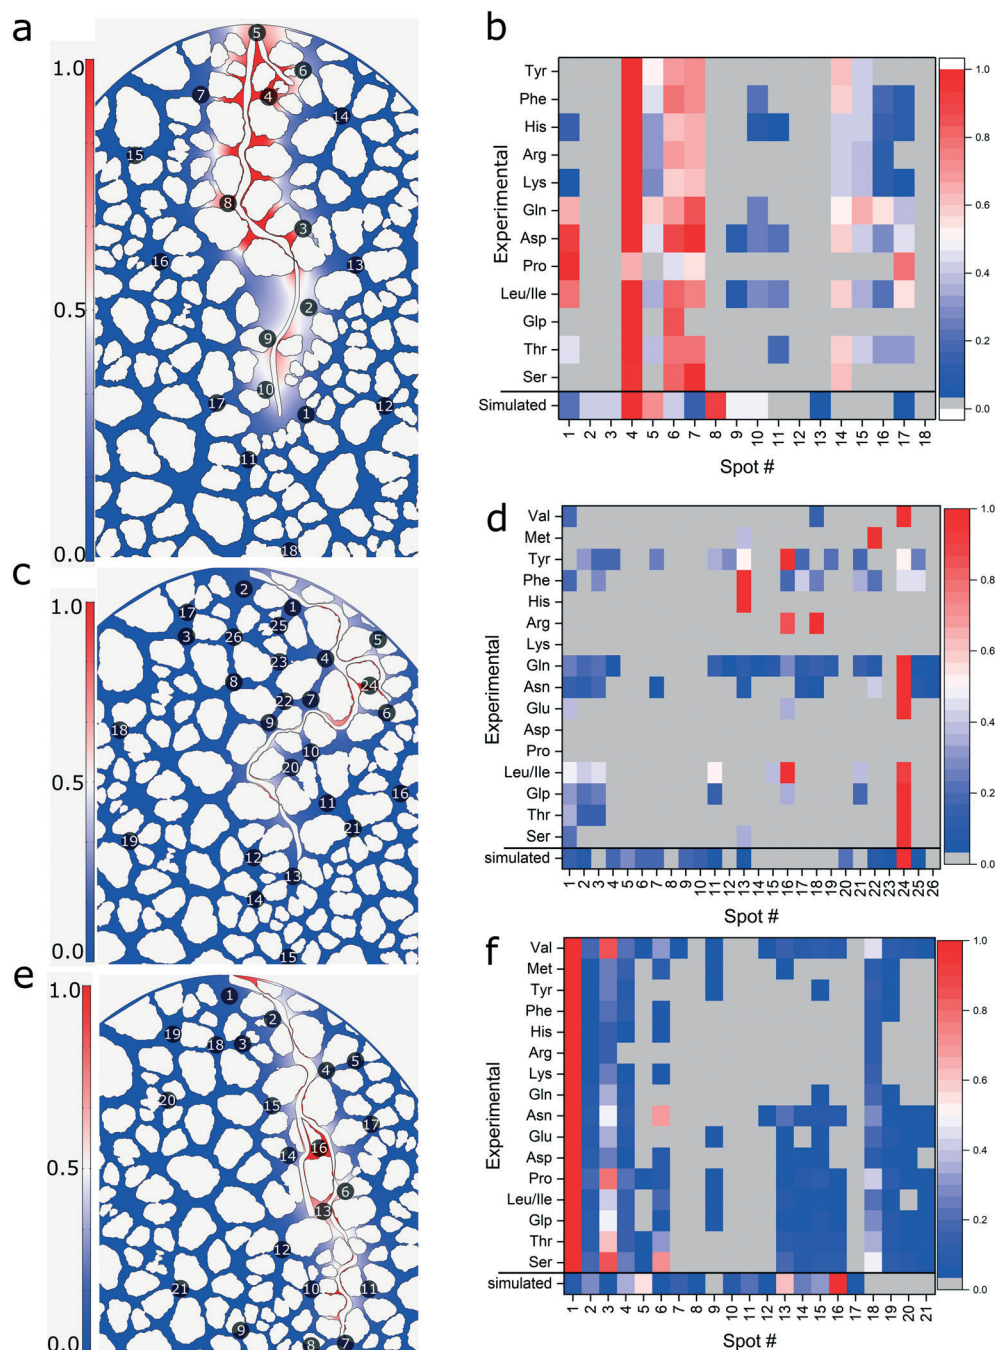 a
1.0
0.5
0.0
5
6
7
4
14
15
8
3
16
13
2
9
10
17
12
1
11
18
b
Experimental
Tyr
Phe
His
Arg
Lys
Gln
Asp
Pro
Leu/Ile
Glp
Thr
Ser
Simulated
1 2 3 4 5 6 7 8 9 10 11 12 13 14 15 16 17 18
Spot #
1.0
0.8
0.6
0.4
0.2
0.0
c
1.0
0.5
0.0
2
1
17
25
3
26
5
23
4
8
24
22
7
6
9
18
10
20
16
11
21
19
12
13
14
15
d
Experimental
Val
Met
Tyr
Phe
His
Arg
Lys
Gln
Asn
Glu
Asp
Pro
Leu/Ile
Glp
Thr
Ser
simulated
1 2 3 4 5 6 7 8 9 10 11 12 13 14 15 16 17 18 19 20 21 22 23 24 25 26
Spot #
1.0
0.8
0.6
0.4
0.2
0.0
e
1.0
0.5
0.0
1
2
19
18
3
5
4
20
15
17
16
14
6
13
12
21
10
11
9
8
7
f
Experimental
Val
Met
Tyr
Phe
His
Arg
Lys
Gln
Asn
Glu
Asp
Pro
Leu/Ile
Glp
Thr
Ser
simulated
1 2 3 4 5 6 7 8 9 10 11 12 13 14 15 16 17 18 19 20 21
Spot #
1.0
0.8
0.6
0.4
0.2
0.0